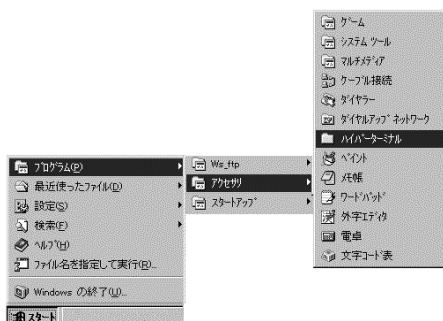 ｹﾞｰﾑ
ｼｽﾃﾑ ﾂｰﾙ
ﾏﾙﾁﾒﾃﾞｨｱ
ｹｰﾌﾞﾙ接続
ﾀﾞｲﾔﾗｰ
ﾀﾞｲﾔﾙｱｯﾌﾟ ﾈｯﾄﾜｰｸ
ﾊｲﾊﾟｰﾀｰﾐﾅﾙ
ﾍﾟｲﾝﾄ
ﾒﾓ帳
ﾜｰﾄﾞﾊﾟｯﾄﾞ
外字ｴﾃﾞｨﾀ
電卓
文字ｺｰﾄﾞ表
Ws_ftp
ｱｸｾｻﾘ
ｽﾀｰﾄｱｯﾌﾟ
ﾌﾟﾛｸﾞﾗﾑ(P)
最近使ったﾌｧｲﾙ(D)
設定(S)
検索(F)
ﾍﾙﾌﾟ(H)
ﾌｧｲﾙ名を指定して実行(R)...
Windows の終了(U)...
ｽﾀｰﾄ